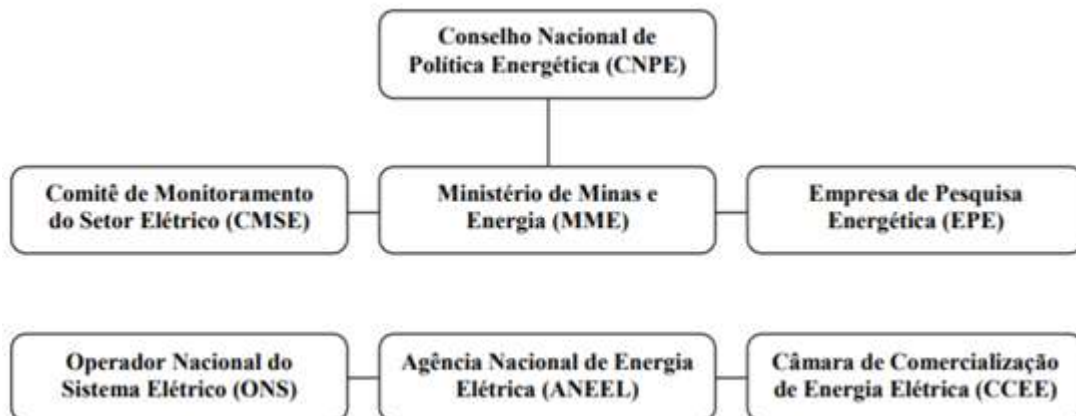 Conselho Nacional de
Política Energética (CNPE)
Comitê de Monitoramento
do Setor Elétrico (CMSE)
Ministério de Minas e
Energia (MME)
Empresa de Pesquisa
Energética (EPE)
Operador Nacional do
Sistema Elétrico (ONS)
Agência Nacional de Energia
Elétrica (ANEEL)
Câmara de Comercialização
de Energia Elétrica (CCEE)